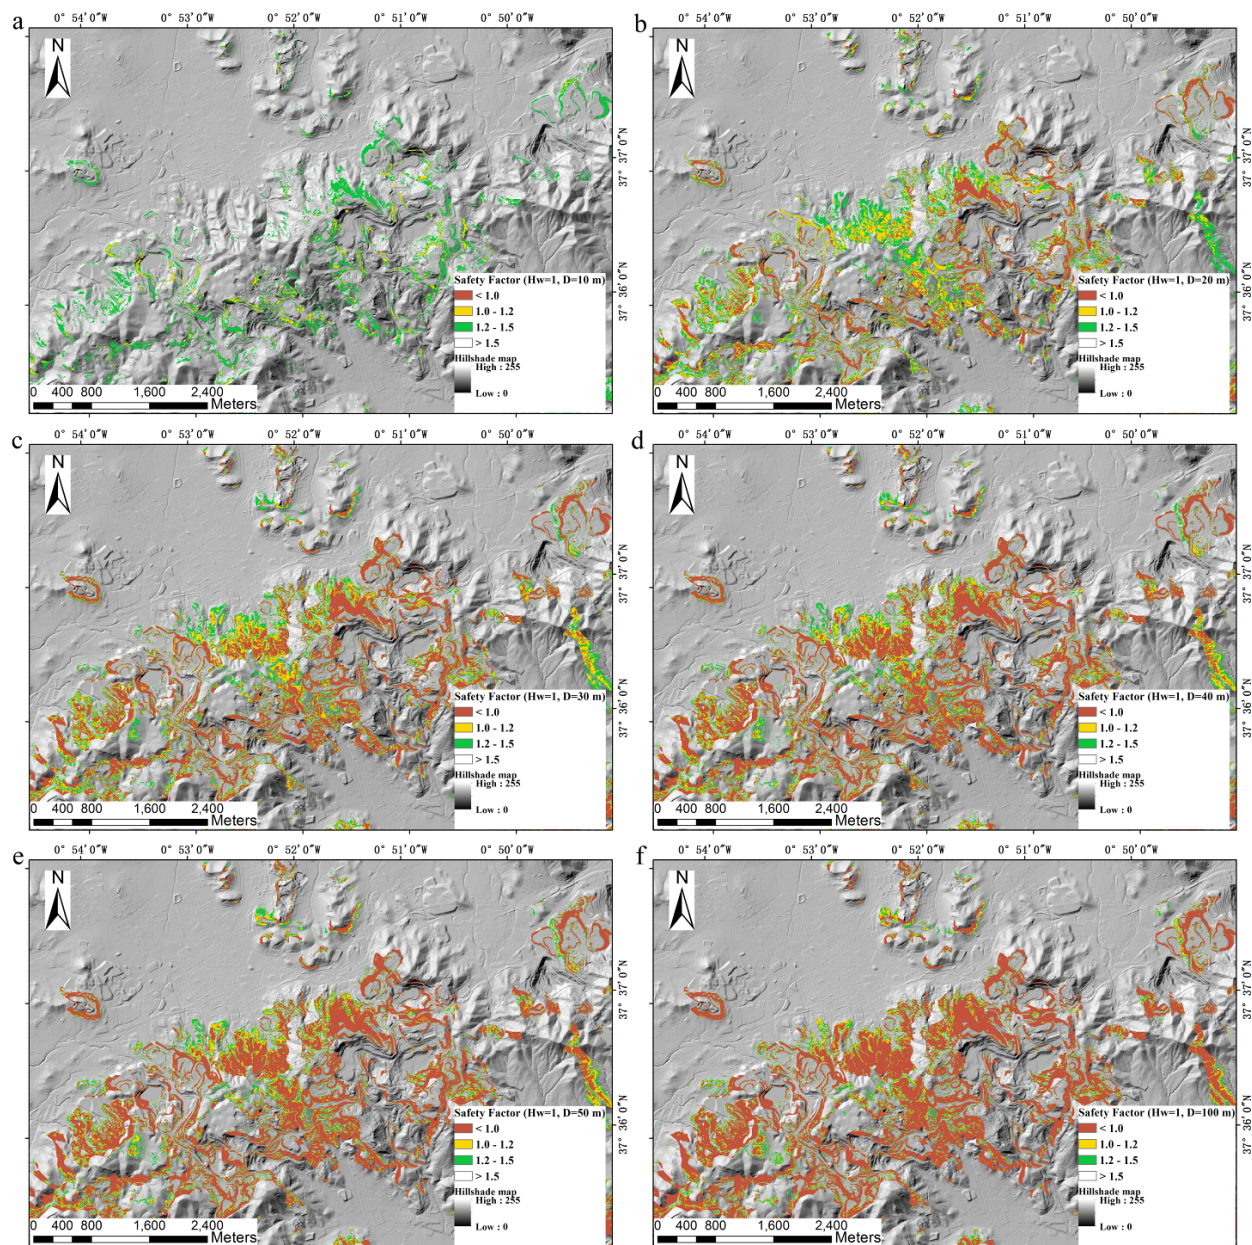 a
0° 54'0"W 0° 53'0"W 0° 52'0"W 0° 51'0"W 0° 50'0"W
N
37° 37'0"N
37° 36'0"N
Safety Factor (Hw=1, D=10 m)
< 1.0
1.0 - 1.2
1.2 - 1.5
> 1.5
Hillshade map
High : 255
Low : 0
0 400 800 1,600 2,400
Meters
b
0° 54'0"W 0° 53'0"W 0° 52'0"W 0° 51'0"W 0° 50'0"W
N
37° 37'0"N
37° 36'0"N
Safety Factor (Hw=1, D=20 m)
< 1.0
1.0 - 1.2
1.2 - 1.5
> 1.5
Hillshade map
High : 255
Low : 0
0 400 800 1,600 2,400
Meters
c
0° 54'0"W 0° 53'0"W 0° 52'0"W 0° 51'0"W 0° 50'0"W
N
37° 37'0"N
37° 36'0"N
Safety Factor (Hw=1, D=30 m)
< 1.0
1.0 - 1.2
1.2 - 1.5
> 1.5
Hillshade map
High : 255
Low : 0
0 400 800 1,600 2,400
Meters
d
0° 54'0"W 0° 53'0"W 0° 52'0"W 0° 51'0"W 0° 50'0"W
N
37° 37'0"N
37° 36'0"N
Safety Factor (Hw=1, D=40 m)
< 1.0
1.0 - 1.2
1.2 - 1.5
> 1.5
Hillshade map
High : 255
Low : 0
0 400 800 1,600 2,400
Meters
e
0° 54'0"W 0° 53'0"W 0° 52'0"W 0° 51'0"W 0° 50'0"W
N
37° 37'0"N
37° 36'0"N
Safety Factor (Hw=1, D=50 m)
< 1.0
1.0 - 1.2
1.2 - 1.5
> 1.5
Hillshade map
High : 255
Low : 0
0 400 800 1,600 2,400
Meters
f
0° 54'0"W 0° 53'0"W 0° 52'0"W 0° 51'0"W 0° 50'0"W
N
37° 37'0"N
37° 36'0"N
Safety Factor (Hw=1, D=100 m)
< 1.0
1.0 - 1.2
1.2 - 1.5
> 1.5
Hillshade map
High : 255
Low : 0
0 400 800 1,600 2,400
Meters